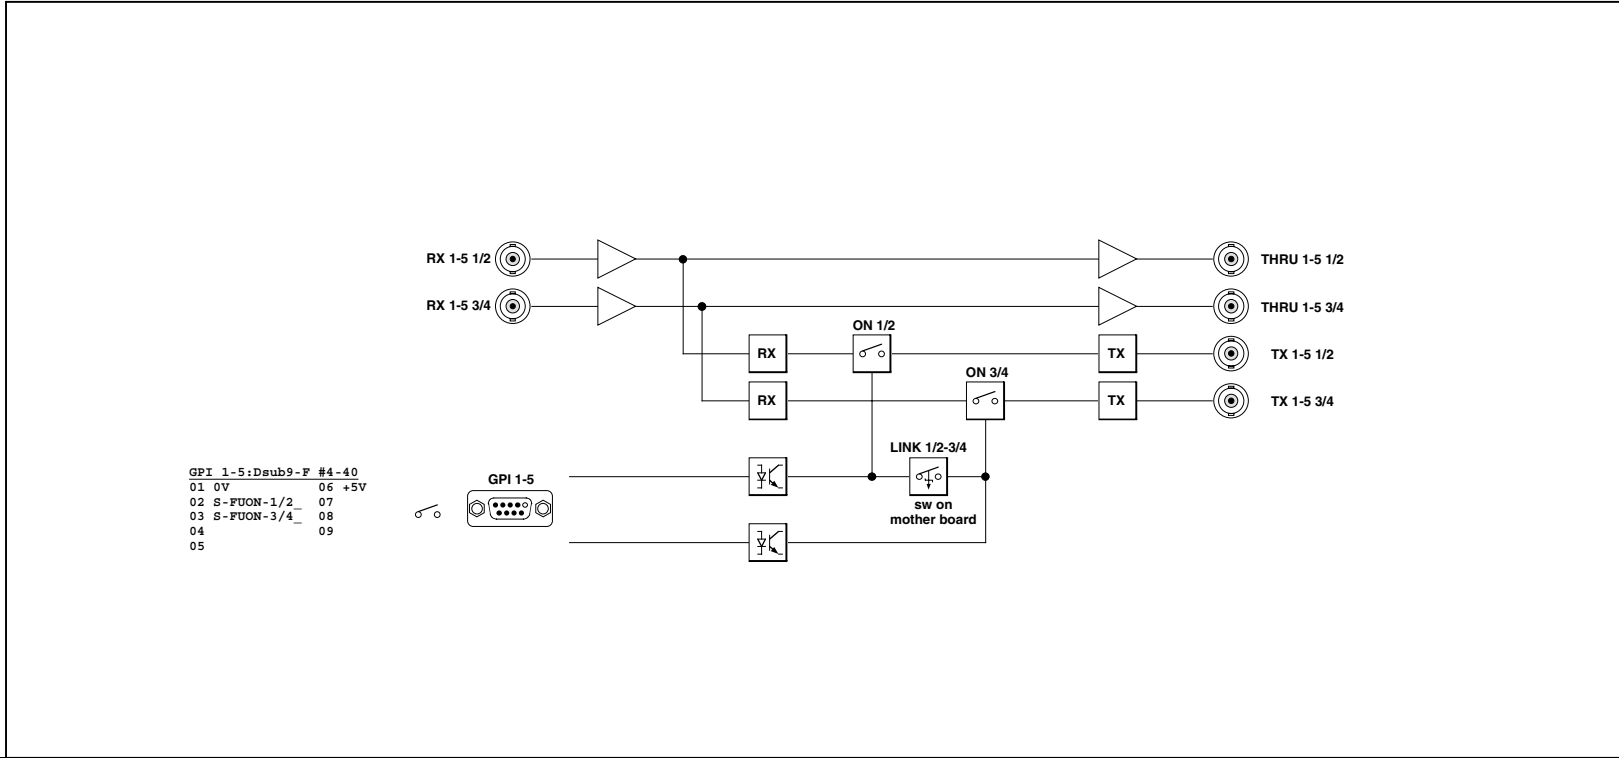 RX 1-5 1/2
THRU 1-5 1/2
RX 1-5 3/4
THRU 1-5 3/4
ON 1/2
RX
TX
TX 1-5 1/2
ON 3/4
RX
TX
TX 1-5 3/4
LINK 1/2-3/4
GPI 1-5:Dsub9-F #4-40
01 0V 06 +5V
02 S-FUON-1/2_ 07
03 S-FUON-3/4_ 08
04 09
05
GPI 1-5
sw on
mother board